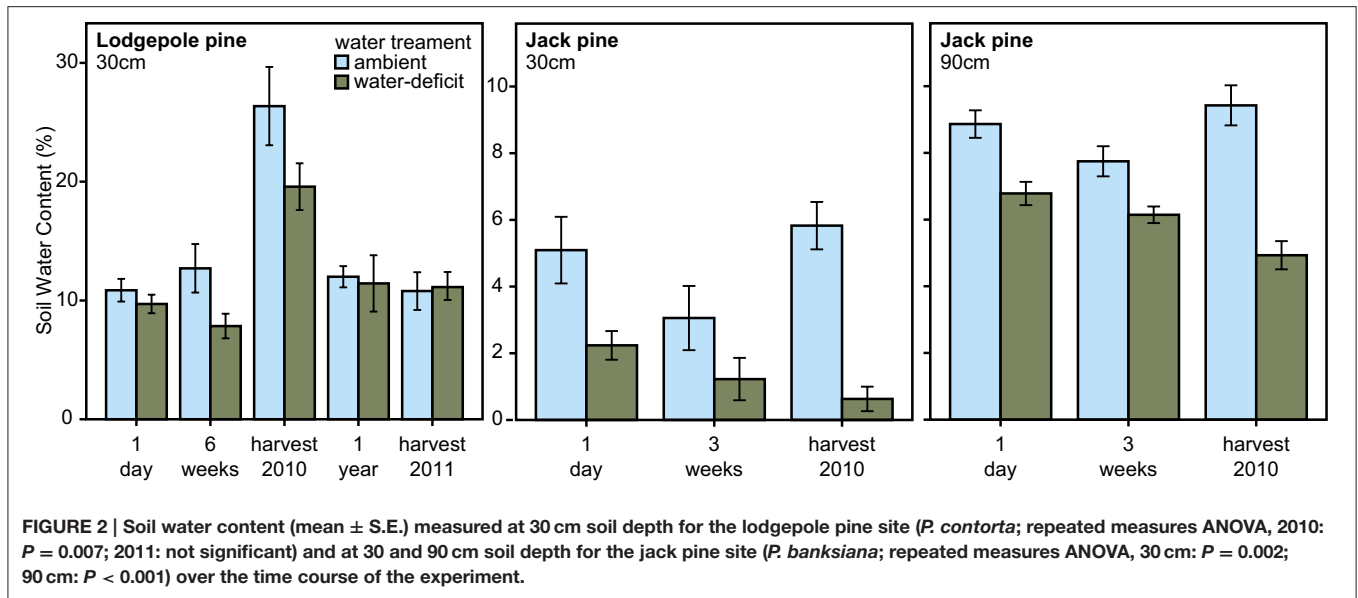 Lodgepole pine
30cm
water treament
ambient
water-deficit
Jack pine
30cm
Jack pine
90cm
Soil Water Content (%)
30
20
10
0
10
8
6
4
2
0
1 day
6 weeks
harvest 2010
1 year
harvest 2011
1 day
3 weeks
harvest 2010
1 day
3 weeks
harvest 2010
FIGURE 2 | Soil water content (mean ± S.E.) measured at 30 cm soil depth for the lodgepole pine site (P. contorta; repeated measures ANOVA, 2010:
P = 0.007; 2011: not significant) and at 30 and 90 cm soil depth for the jack pine site (P. banksiana; repeated measures ANOVA, 30 cm: P = 0.002;
90 cm: P < 0.001) over the time course of the experiment.